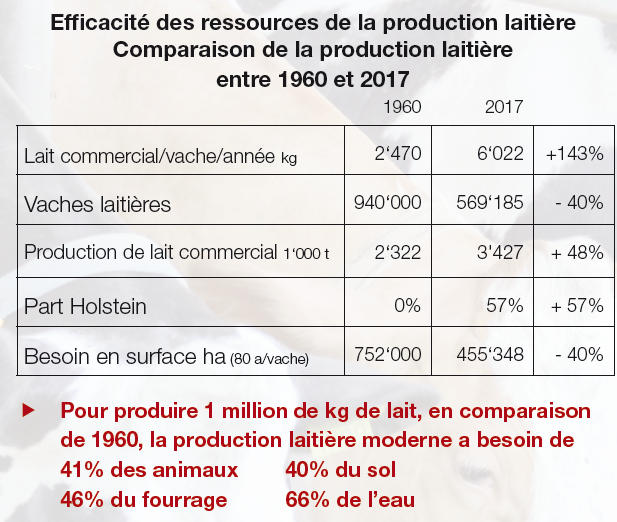 Efficacité des ressources de la production laitière
Comparaison de la production laitière
entre 1960 et 2017
1960 2017
Lait commercial/vache/année kg 2‘470 6‘022 +143%
Vaches laitières 940‘000 569‘185 - 40%
Production de lait commercial 1‘000 t 2‘322 3'427 + 48%
Part Holstein 0% 57% + 57%
Besoin en surface ha (80 a/vache) 752‘000 455‘348 - 40%
► Pour produire 1 million de kg de lait, en comparaison
de 1960, la production laitière moderne a besoin de
41% des animaux 40% du sol
46% du fourrage 66% de l’eau